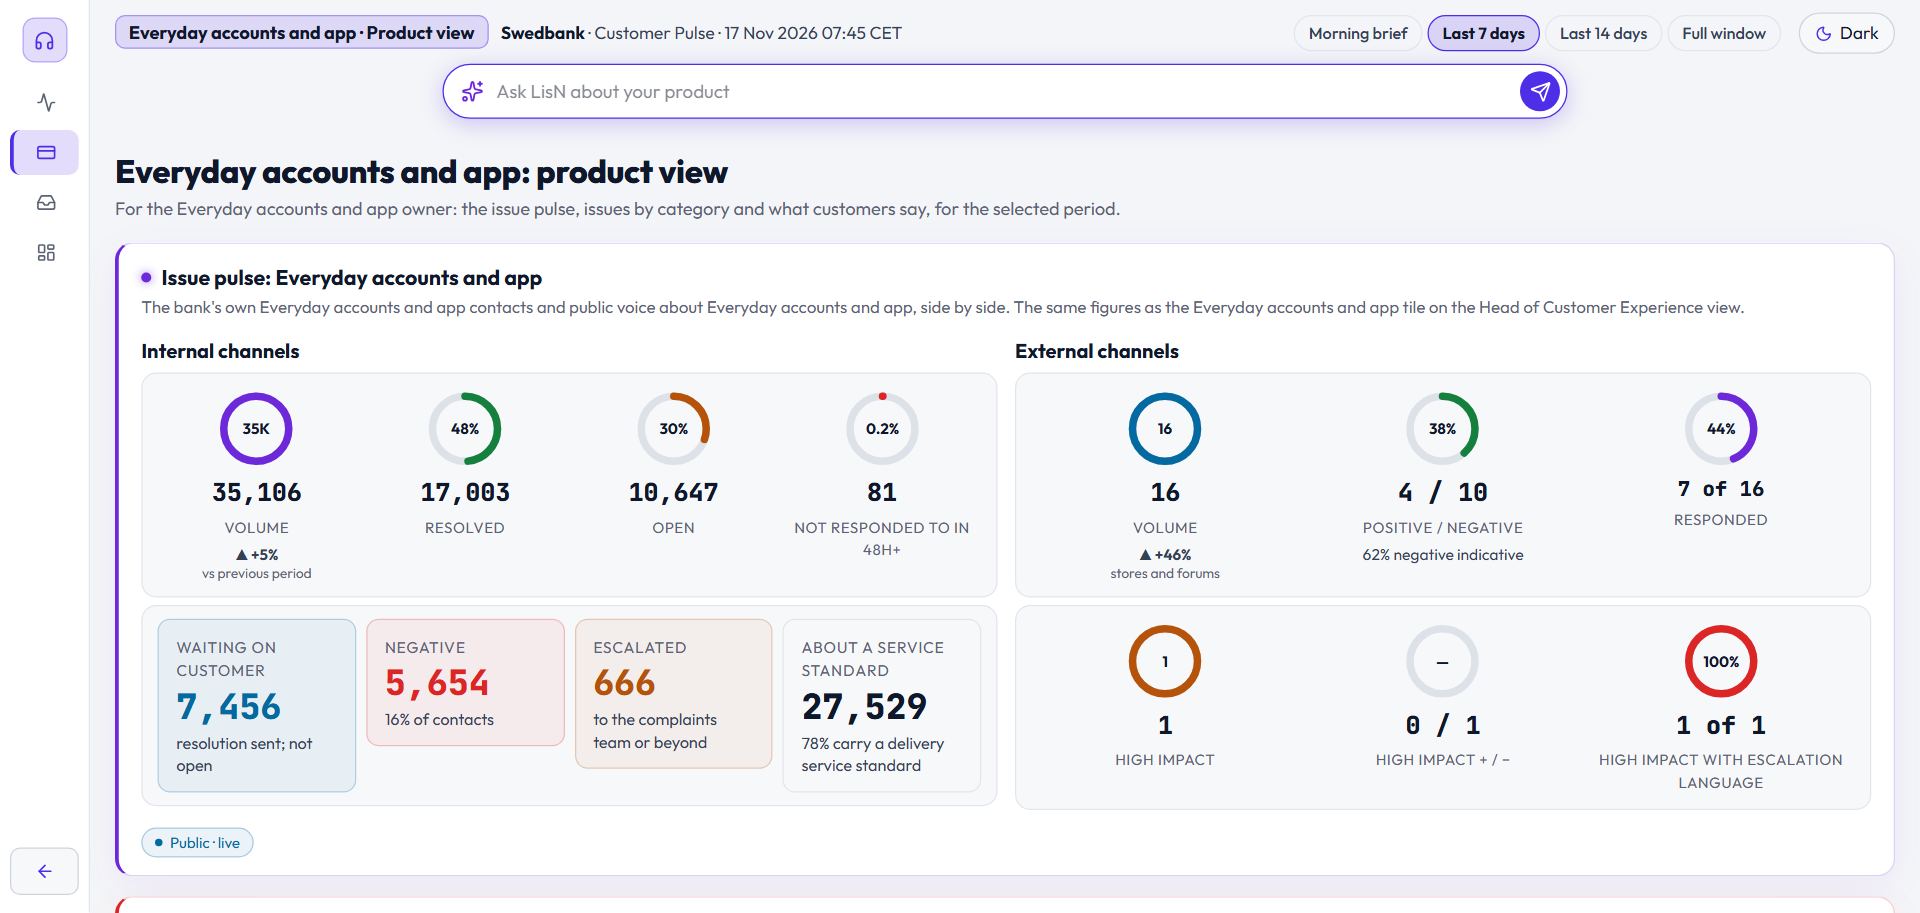 Everyday accounts and app · Product view
Swedbank · Customer Pulse · 17 Nov 2026 07:45 CET
Morning brief
Last 7 days
Last 14 days
Full window
Dark
Ask LisN about your product
Everyday accounts and app: product view
For the Everyday accounts and app owner: the issue pulse, issues by category and what customers say, for the selected period.
Issue pulse: Everyday accounts and app
The bank's own Everyday accounts and app contacts and public voice about Everyday accounts and app, side by side. The same figures as the Everyday accounts and app tile on the Head of Customer Experience view.
Internal channels
35K
35,106
VOLUME
▲ +5%
vs previous period
48%
17,003
RESOLVED
30%
10,647
OPEN
0.2%
81
NOT RESPONDED TO IN
48H+
WAITING ON
CUSTOMER
7,456
resolution sent; not
open
NEGATIVE
5,654
16% of contacts
ESCALATED
666
to the complaints
team or beyond
ABOUT A SERVICE
STANDARD
27,529
78% carry a delivery
service standard
External channels
16
16
VOLUME
▲ +46%
stores and forums
38%
4 / 10
POSITIVE / NEGATIVE
62% negative indicative
44%
7 of 16
RESPONDED
1
1
HIGH IMPACT
–
0 / 1
HIGH IMPACT + / −
100%
1 of 1
HIGH IMPACT WITH ESCALATION
LANGUAGE
Public · live